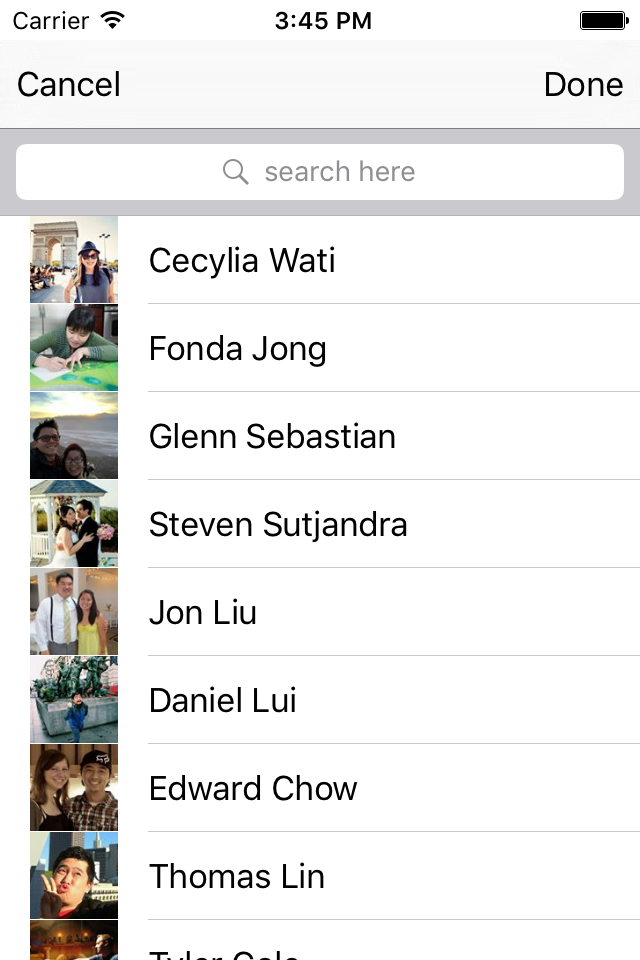 Carrier 3:45 PM
Cancel Done
search here
Cecylia Wati
Fonda Jong
Glenn Sebastian
Steven Sutjandra
Jon Liu
Daniel Lui
Edward Chow
Thomas Lin